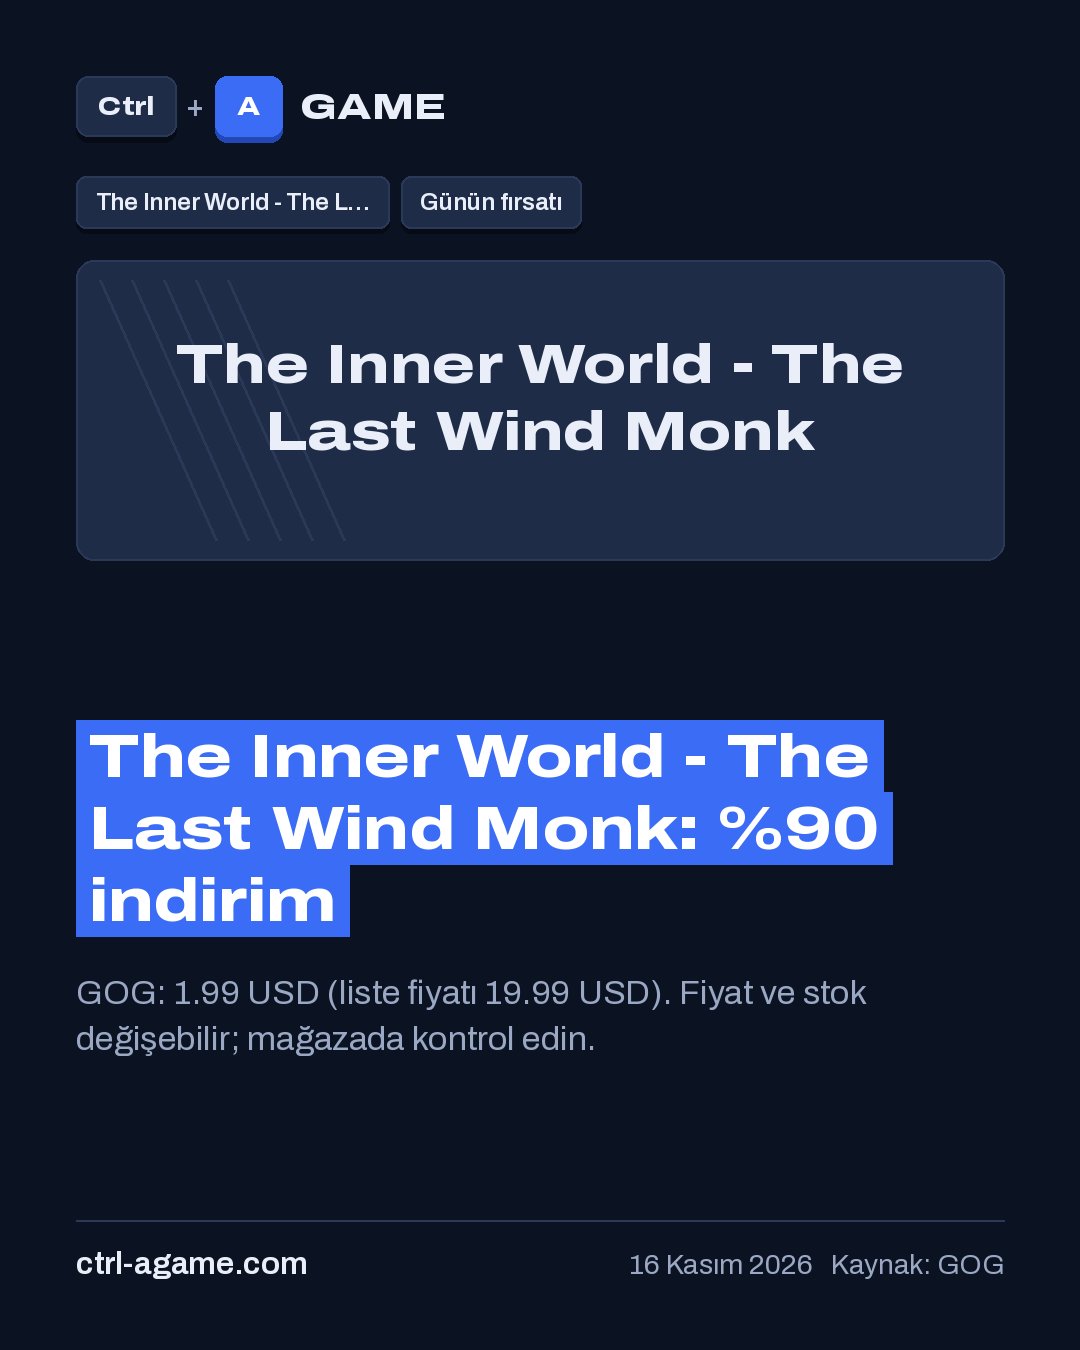 Ctrl + A GAME
The Inner World - The L... Günün fırsatı
The Inner World - The
Last Wind Monk
The Inner World - The
Last Wind Monk: %90
indirim
GOG: 1.99 USD (liste fiyatı 19.99 USD). Fiyat ve stok
değişebilir; mağazada kontrol edin.
ctrl-agame.com 16 Kasım 2026 Kaynak: GOG